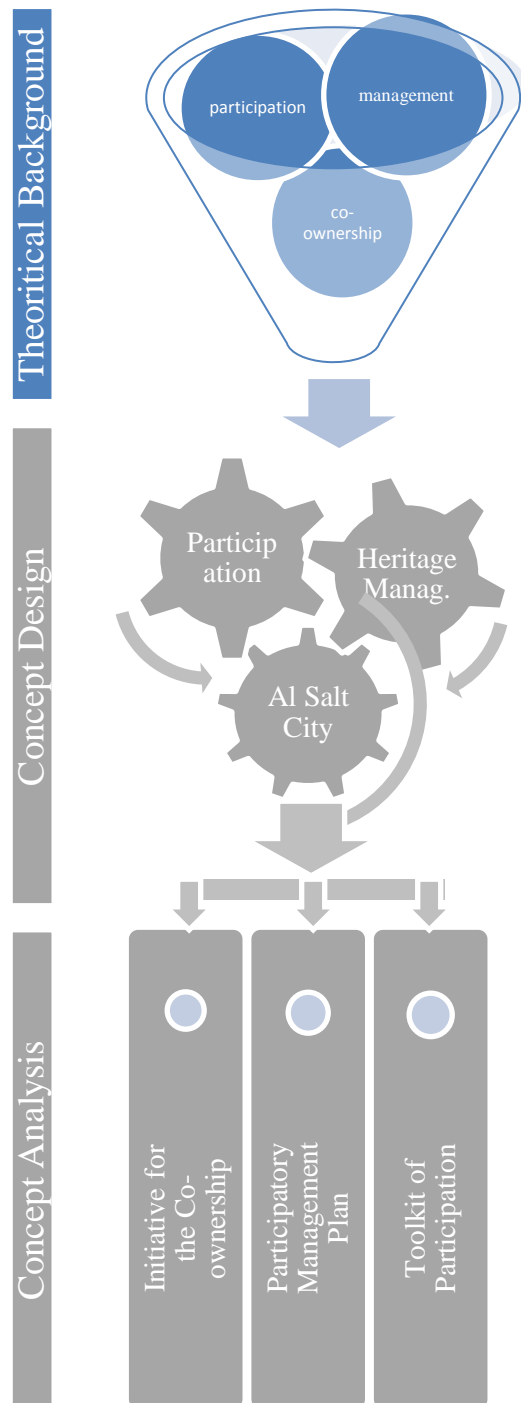 Theoritical Background
participation
management
co-
ownership
Concept Design
Particip
ation
Heritage
Manag.
Al Salt
City
Concept Analysis
Initiative for
the Co-
ownership
Participatory
Management
Plan
Toolkit of
Participation